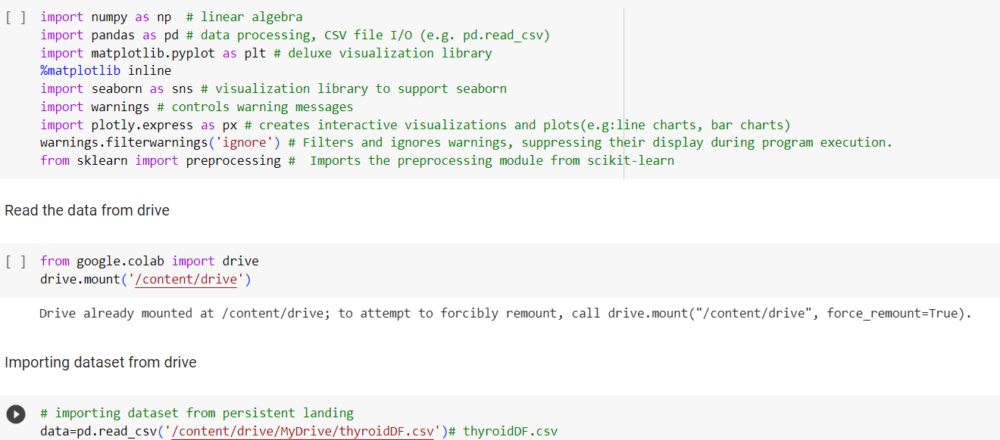 [ ] import numpy as np  # linear algebra
import pandas as pd # data processing, CSV file I/O (e.g. pd.read_csv)
import matplotlib.pyplot as plt # deluxe visualization library
%matplotlib inline
import seaborn as sns # visualization library to support seaborn
import warnings # controls warning messages
import plotly.express as px # creates interactive visualizations and plots(e.g:line charts, bar charts)
warnings.filterwarnings('ignore') # Filters and ignores warnings, suppressing their display during program execution.
from sklearn import preprocessing #  Imports the preprocessing module from scikit-learn
Read the data from drive
[ ] from google.colab import drive
drive.mount('/content/drive')
Drive already mounted at /content/drive; to attempt to forcibly remount, call drive.mount("/content/drive", force_remount=True).
Importing dataset from drive
# importing dataset from persistent landing
data=pd.read_csv('/content/drive/MyDrive/thyroidDF.csv')# thyroidDF.csv